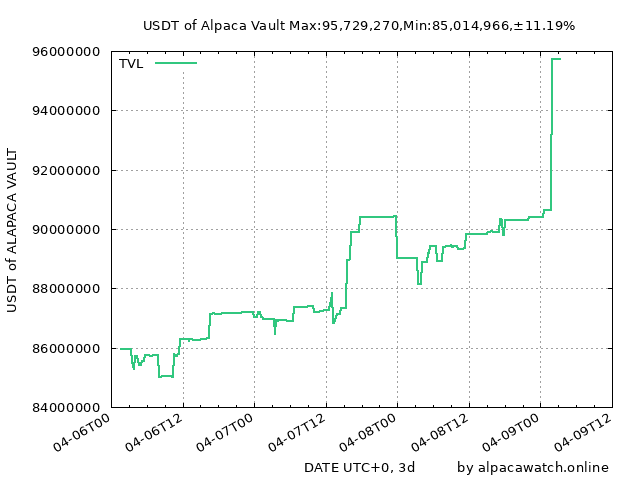 USDT of Alpaca Vault Max:95,729,270,Min:85,014,966,±11.19%
96000000
TVL
94000000
92000000
90000000
88000000
86000000
84000000
USDT of ALAPACA VAULT
04-06T00
04-06T12
04-07T00
04-07T12
04-08T00
04-08T12
04-09T00
04-09T12
DATE UTC+0, 3d
by alpacawatch.online